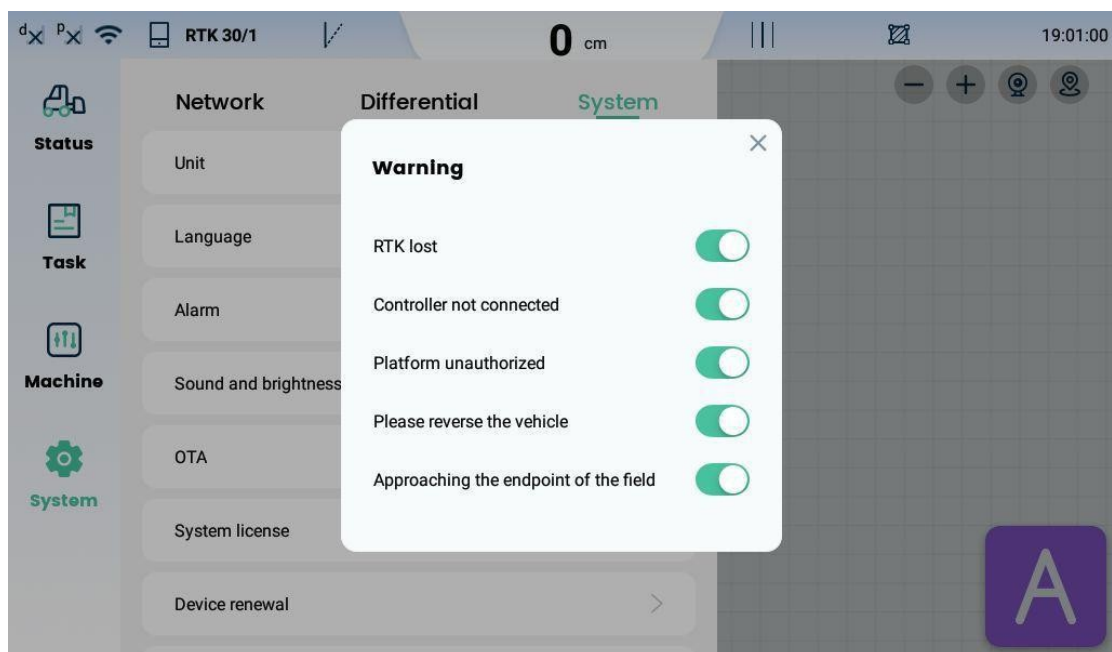 d P RTK 30/1 0 cm 19:01:00
Status
Task
Machine
System
Network Differential System
Unit
Language
Alarm
Sound and brightness
OTA
System license
Device renewal
Warning
RTK lost
Controller not connected
Platform unauthorized
Please reverse the vehicle
Approaching the endpoint of the field
A